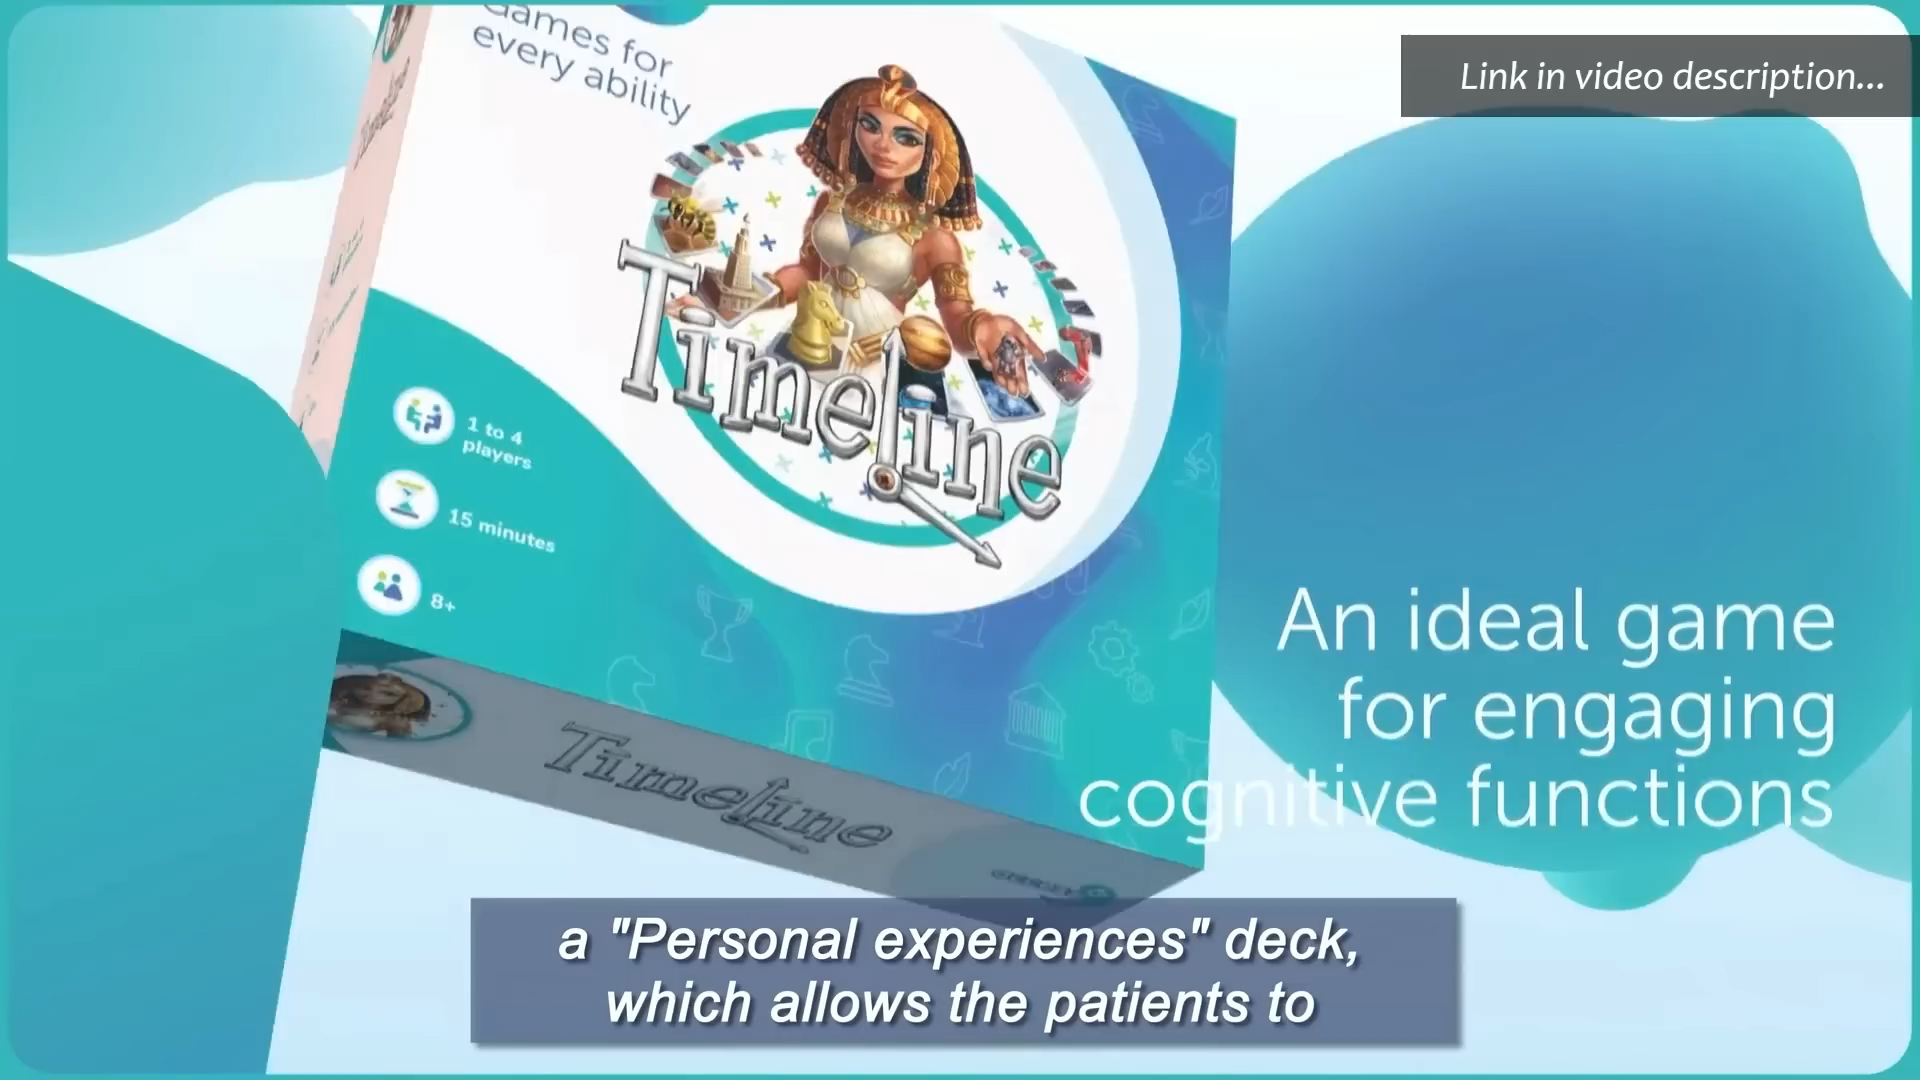 Games for
every ability
Link in video description...
Timeline
1 to 4
players
15 minutes
8+
An ideal game
for engaging
cognitive functions
Timeline
a "Personal experiences" deck,
which allows the patients to